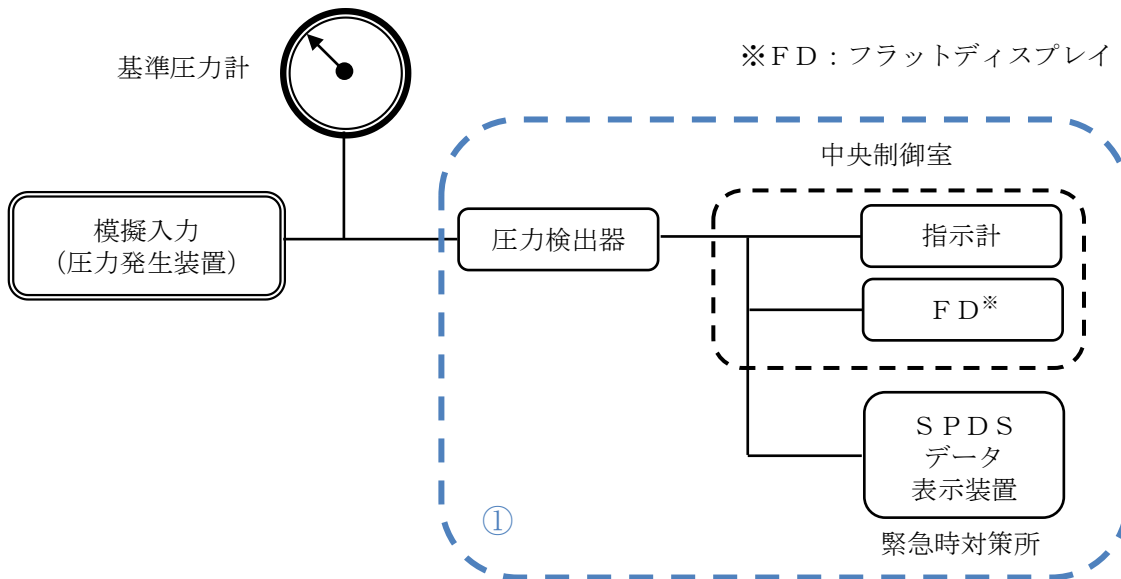 基準圧力計
※ＦＤ：フラットディスプレイ
中央制御室
模擬入力
（圧力発生装置）
圧力検出器
指示計
ＦＤ※
ＳＰＤＳ
データ
表示装置
①
緊急時対策所